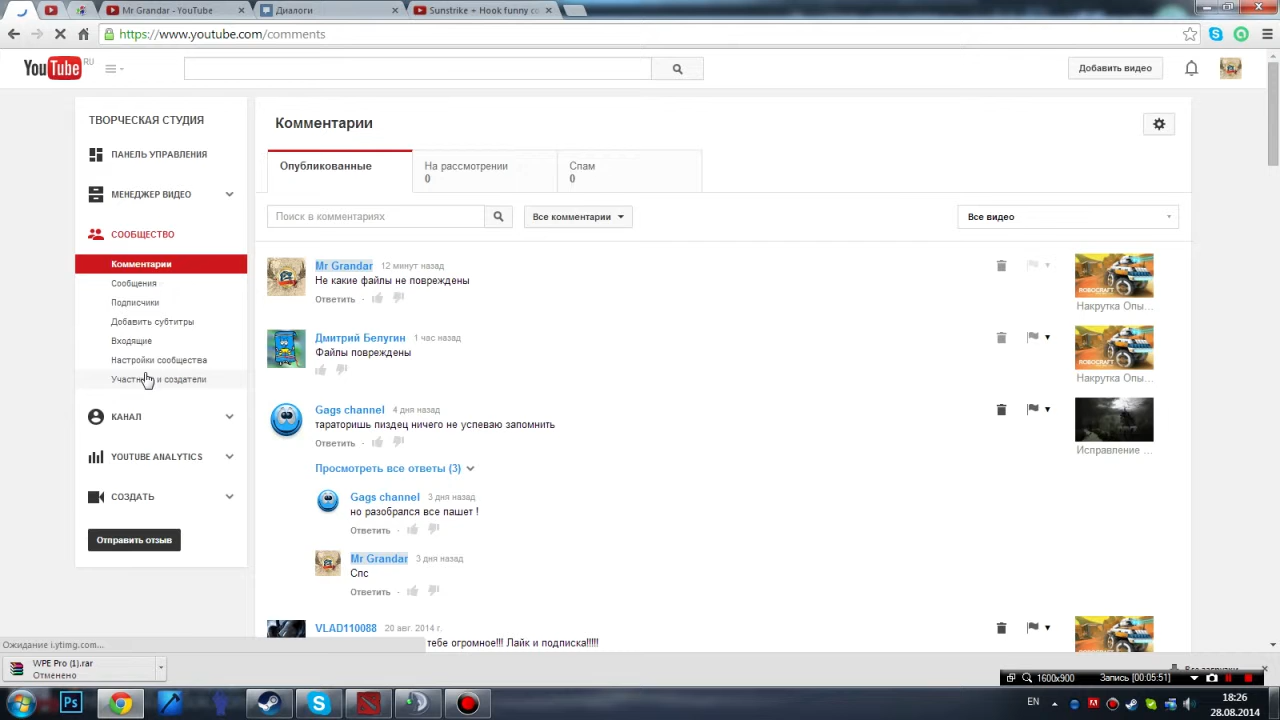 Mr Grandar - YouTube
Диалоги
Sunstrike + Hook funny co
https://www.youtube.com/comments
YouTube RU
Добавить видео
ТВОРЧЕСКАЯ СТУДИЯ
ПАНЕЛЬ УПРАВЛЕНИЯ
МЕНЕДЖЕР ВИДЕО
СООБЩЕСТВО
Комментарии
Сообщения
Подписчики
Добавить субтитры
Входящие
Настройки сообщества
и создатели
КАНАЛ
YOUTUBE ANALYTICS
СОЗДАТЬ
Отправить отзыв
Комментарии
Опубликованные
На рассмотрении
0
Спам
0
Поиск в комментариях
Все комментарии
Все видео
Mr Grandar 12 минут назад
Не какие файлы не повреждены
Ответить
ROBOCRAFT
Накрутка Опы...
Дмитрий Белугин 1 час назад
Файлы повреждены
ROBOCRAFT
Накрутка Опы...
Gags channel 4 дня назад
тараторишь пиздец ничего не успеваю запомнить
Ответить
Исправление ...
Просмотреть все ответы (3)
Gags channel 3 дня назад
но разобрался все пашет !
Ответить
Mr Grandar 3 дня назад
Спс
Ответить
VLAD110088 20 авг. 2014 г.
тебе огромное!!! Лайк и подписка!!!!!
Ожидание i.ytimg.com...
WPE Pro (1).rar
Отменено
1600x900
Запись [00:05:51]
Ps
EN
18:26
28.08.2014